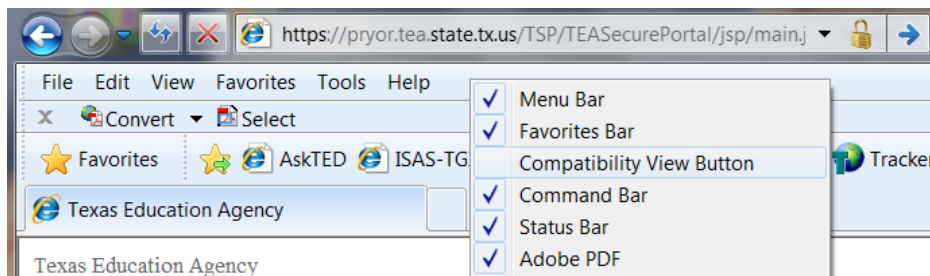 https://pryor.tea.state.tx.us/TSP/TEASecurePortal/jsp/main.j
File Edit View Favorites Tools Help
x Convert Select
Favorites AskTED ISAS-TG Tracke
Texas Education Agency
Menu Bar
Favorites Bar
Compatibility View Button
Command Bar
Status Bar
Adobe PDF
Texas Education Agency